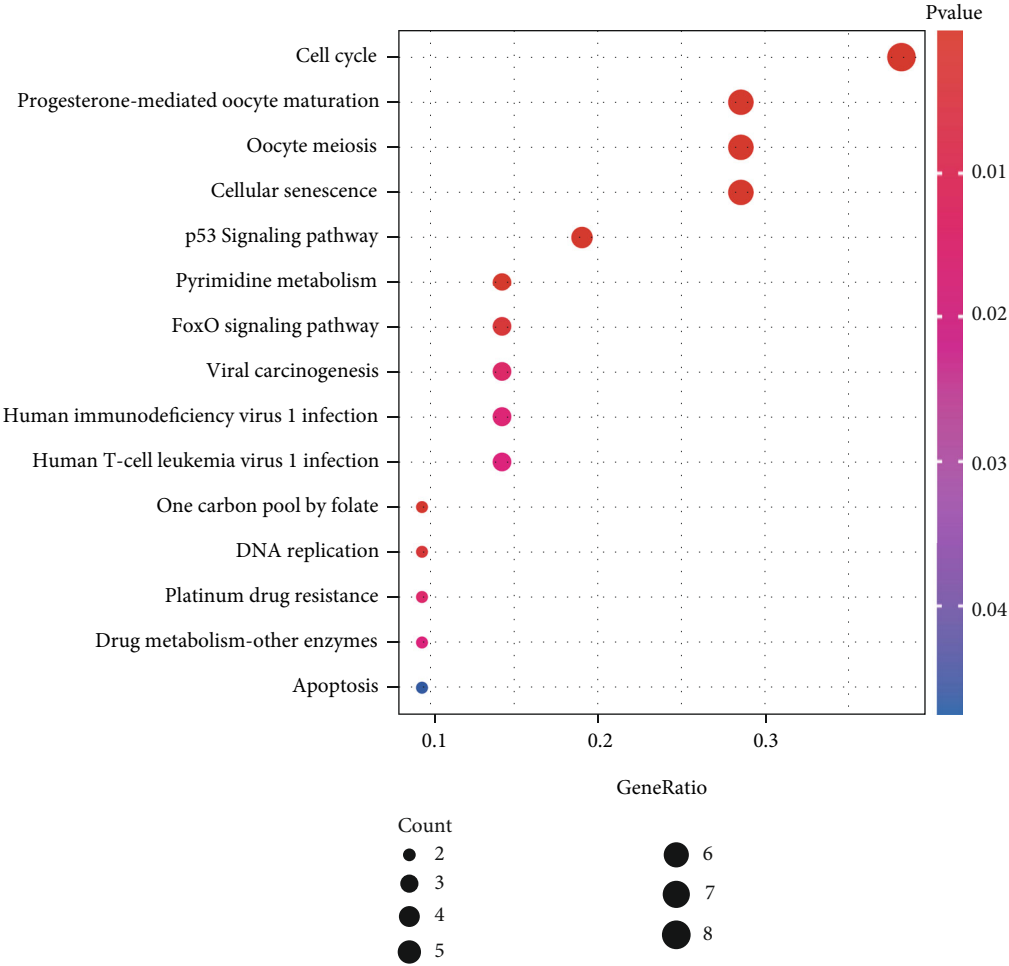 Pvalue
Cell cycle
Progesterone-mediated oocyte maturation
Oocyte meiosis
Cellular senescence
p53 Signaling pathway
Pyrimidine metabolism
FoxO signaling pathway
Viral carcinogenesis
Human immunodeficiency virus 1 infection
Human T-cell leukemia virus 1 infection
One carbon pool by folate
DNA replication
Platinum drug resistance
Drug metabolism-other enzymes
Apoptosis
0.01
0.02
0.03
0.04
0.1 0.2 0.3
GeneRatio
Count
2
3
4
5
6
7
8